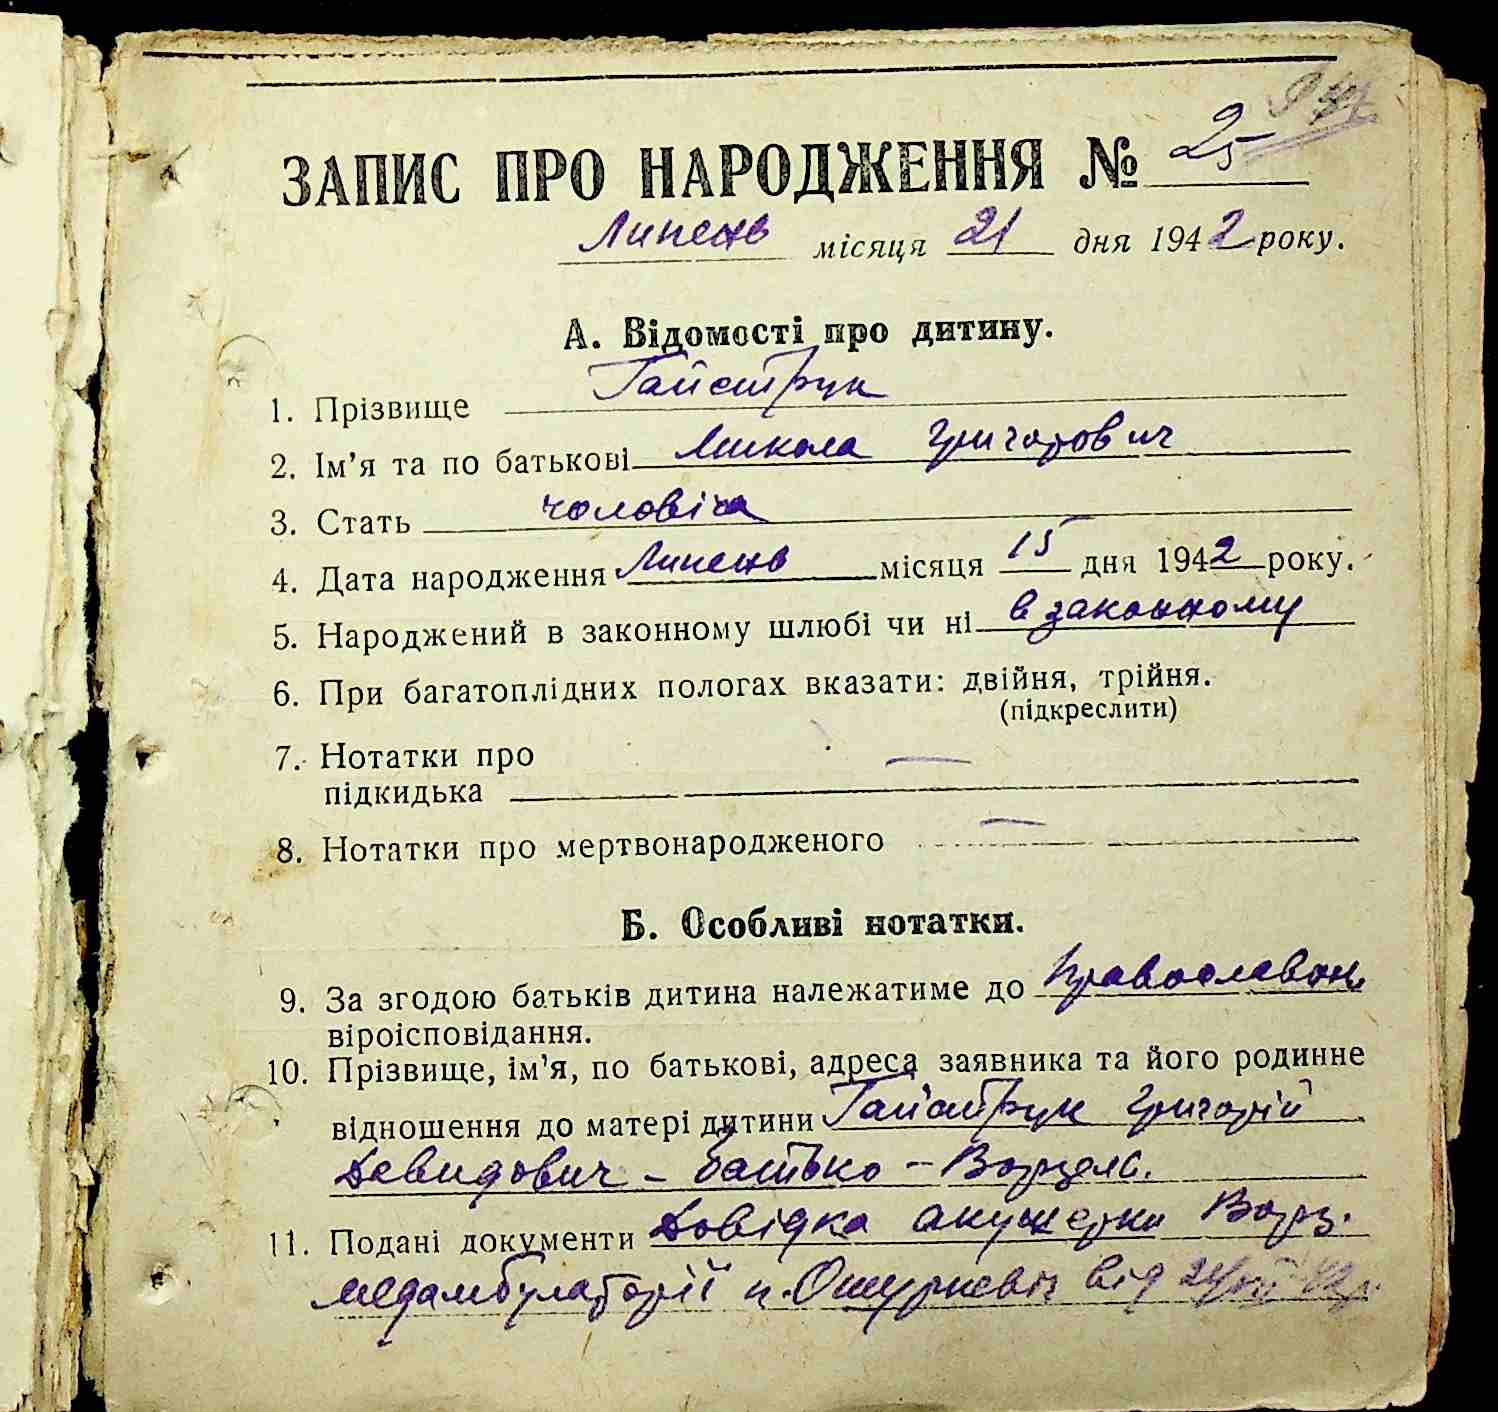 ЗАПИС ПРО НАРОДЖЕННЯ № 25
Липень місяця 21 дня 1942 року.
А. Відомості про дитину.
1. Прізвище Гайструк
2. Ім’я та по батькові Микола Григорович
3. Стать чоловіча
4. Дата народження Липень місяця 15 дня 1942 року.
5. Народжений в законному шлюбі чи ні в законному
6. При багатоплідних пологах вказати: двійня, трійня.
(підкреслити)
7. Нотатки про
підкидька —
8. Нотатки про мертвонародженого —
Б. Особливі нотатки.
9. За згодою батьків дитина належатиме до православн.
віроісповідання.
10. Прізвище, ім’я, по батькові, адреса заявника та його родинне
відношення до матері дитини Гайструк Григорій
Давидович – батько – Ворзель.
11. Подані документи Довідка акушерки Ворз.
медамбулаторії п. Ошуркевіч від